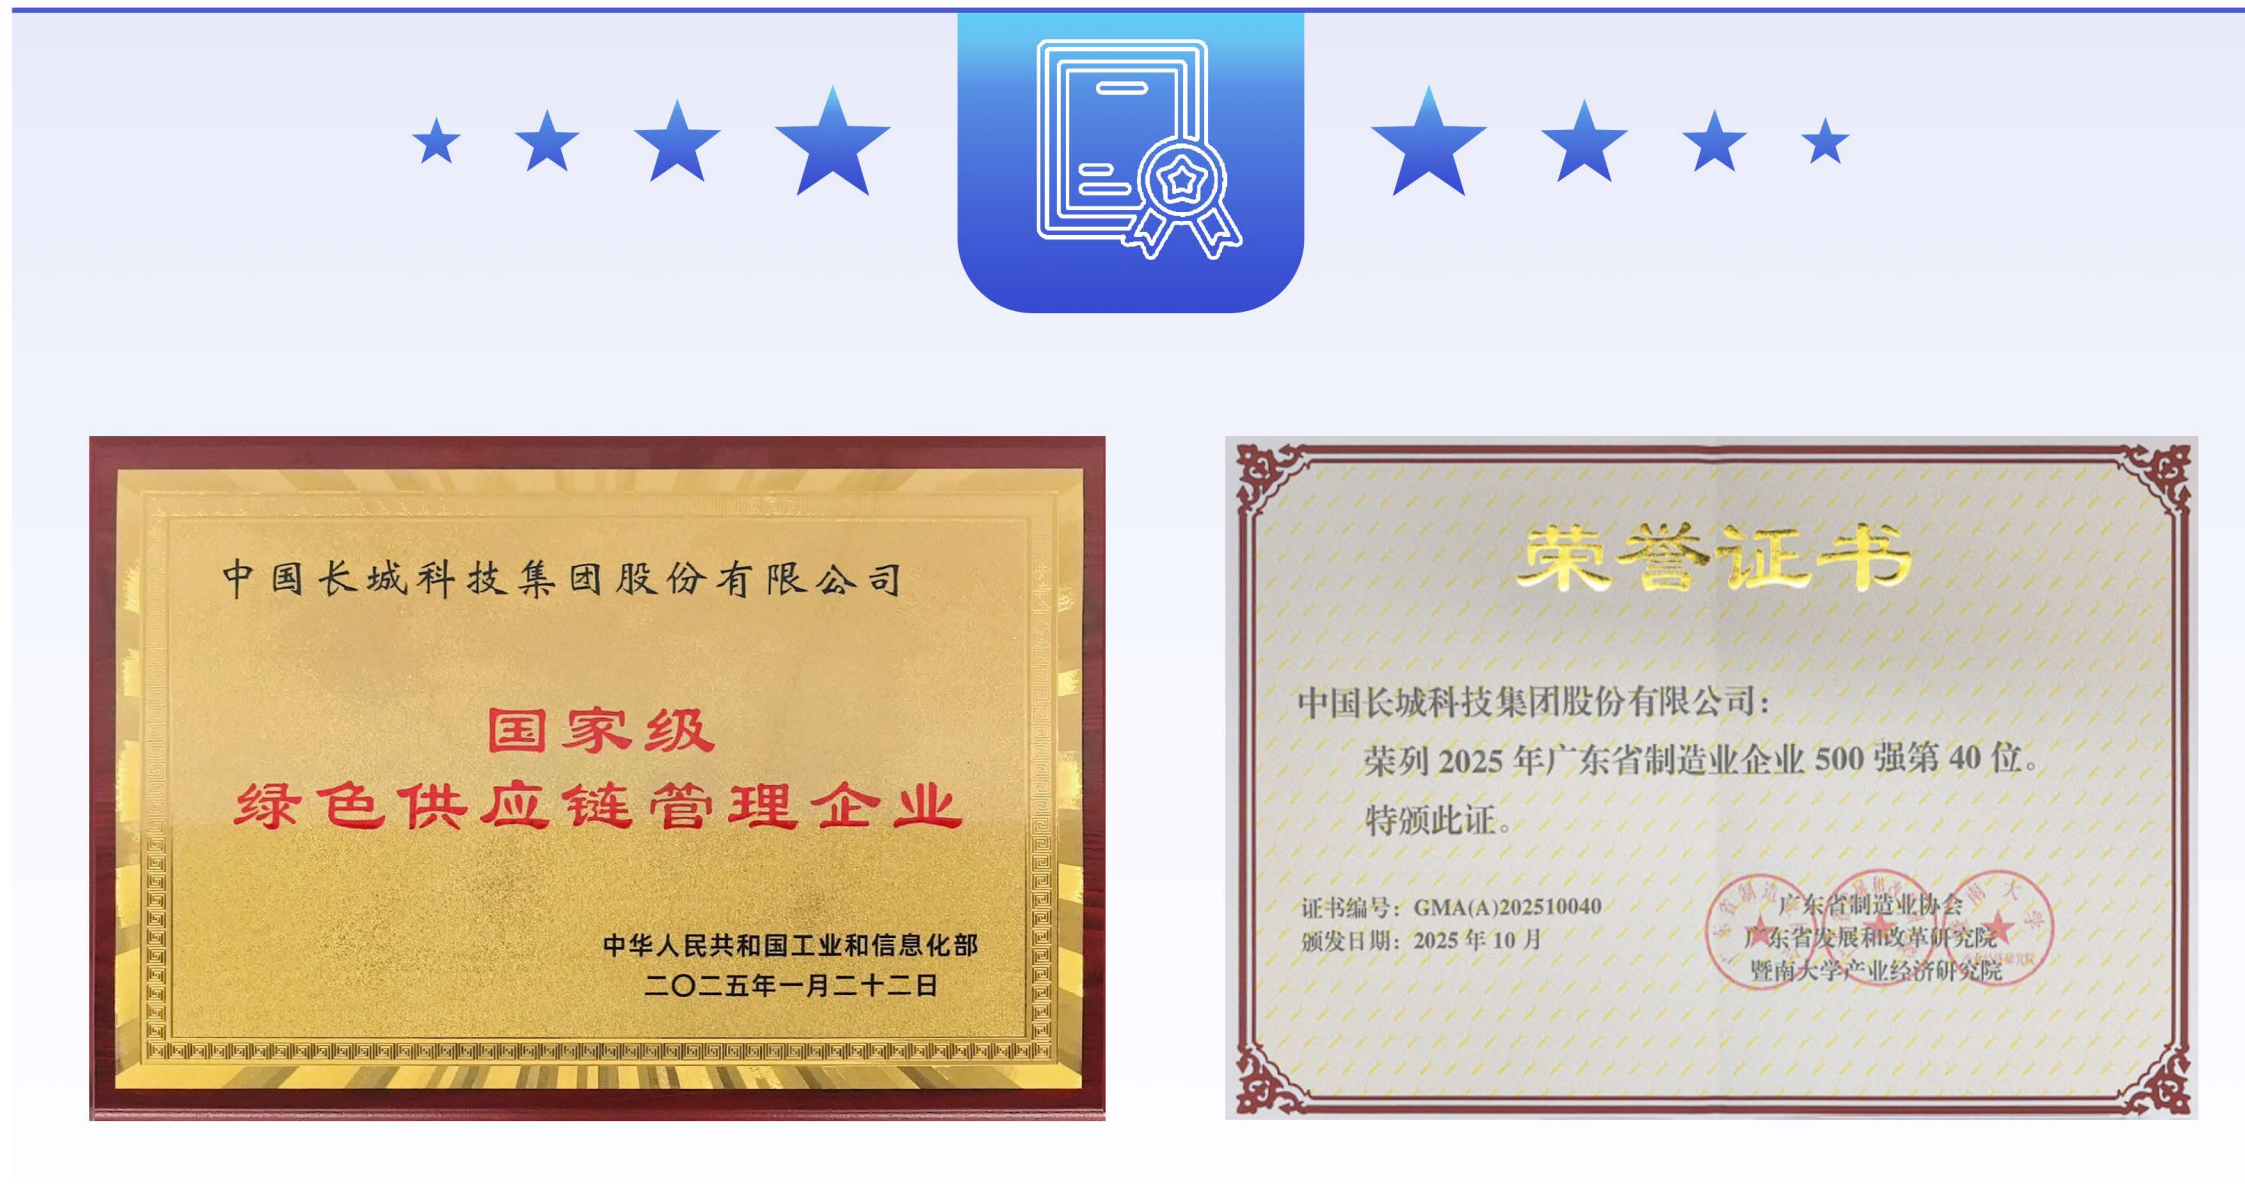 中国长城科技集团股份有限公司
国家级
绿色供应链管理企业
中华人民共和国工业和信息化部
二〇二五年一月二十二日
荣誉证书
中国长城科技集团股份有限公司：
荣列 2025 年广东省制造业企业 500 强第 40 位。
特颁此证。
证书编号：GMA(A)202510040
颁发日期：2025 年 10 月
广东省制造业协会
广东省发展和改革研究院
暨南大学产业经济研究院